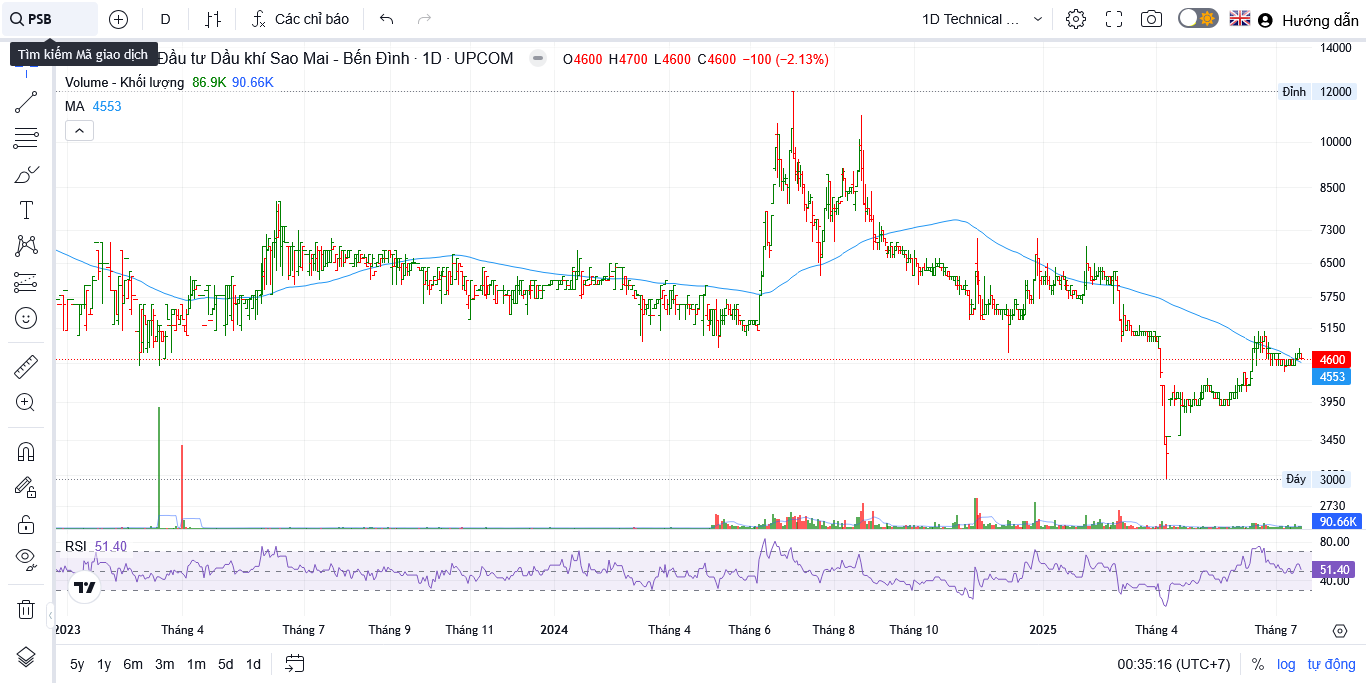 PSB
D
Các chỉ báo
1D Technical ...
Hướng dẫn
Tìm kiếm Mã giao dịch
Đầu tư Dầu khí Sao Mai - Bến Đình · 1D · UPCOM
O4600 H4700 L4600 C4600 −100 (−2.13%)
Volume - Khối lượng 86.9K 90.66K
MA 4553
14000
Đỉnh 12000
10000
8500
7300
6500
5750
5150
4600
4553
3950
3450
Đáy 3000
2730
90.66K
RSI 51.40
80.00
51.40
40.00
2023 Tháng 4 Tháng 7 Tháng 9 Tháng 11 2024 Tháng 4 Tháng 6 Tháng 8 Tháng 10 2025 Tháng 4 Tháng 7
5y 1y 6m 3m 1m 5d 1d
00:35:16 (UTC+7) % log tự động